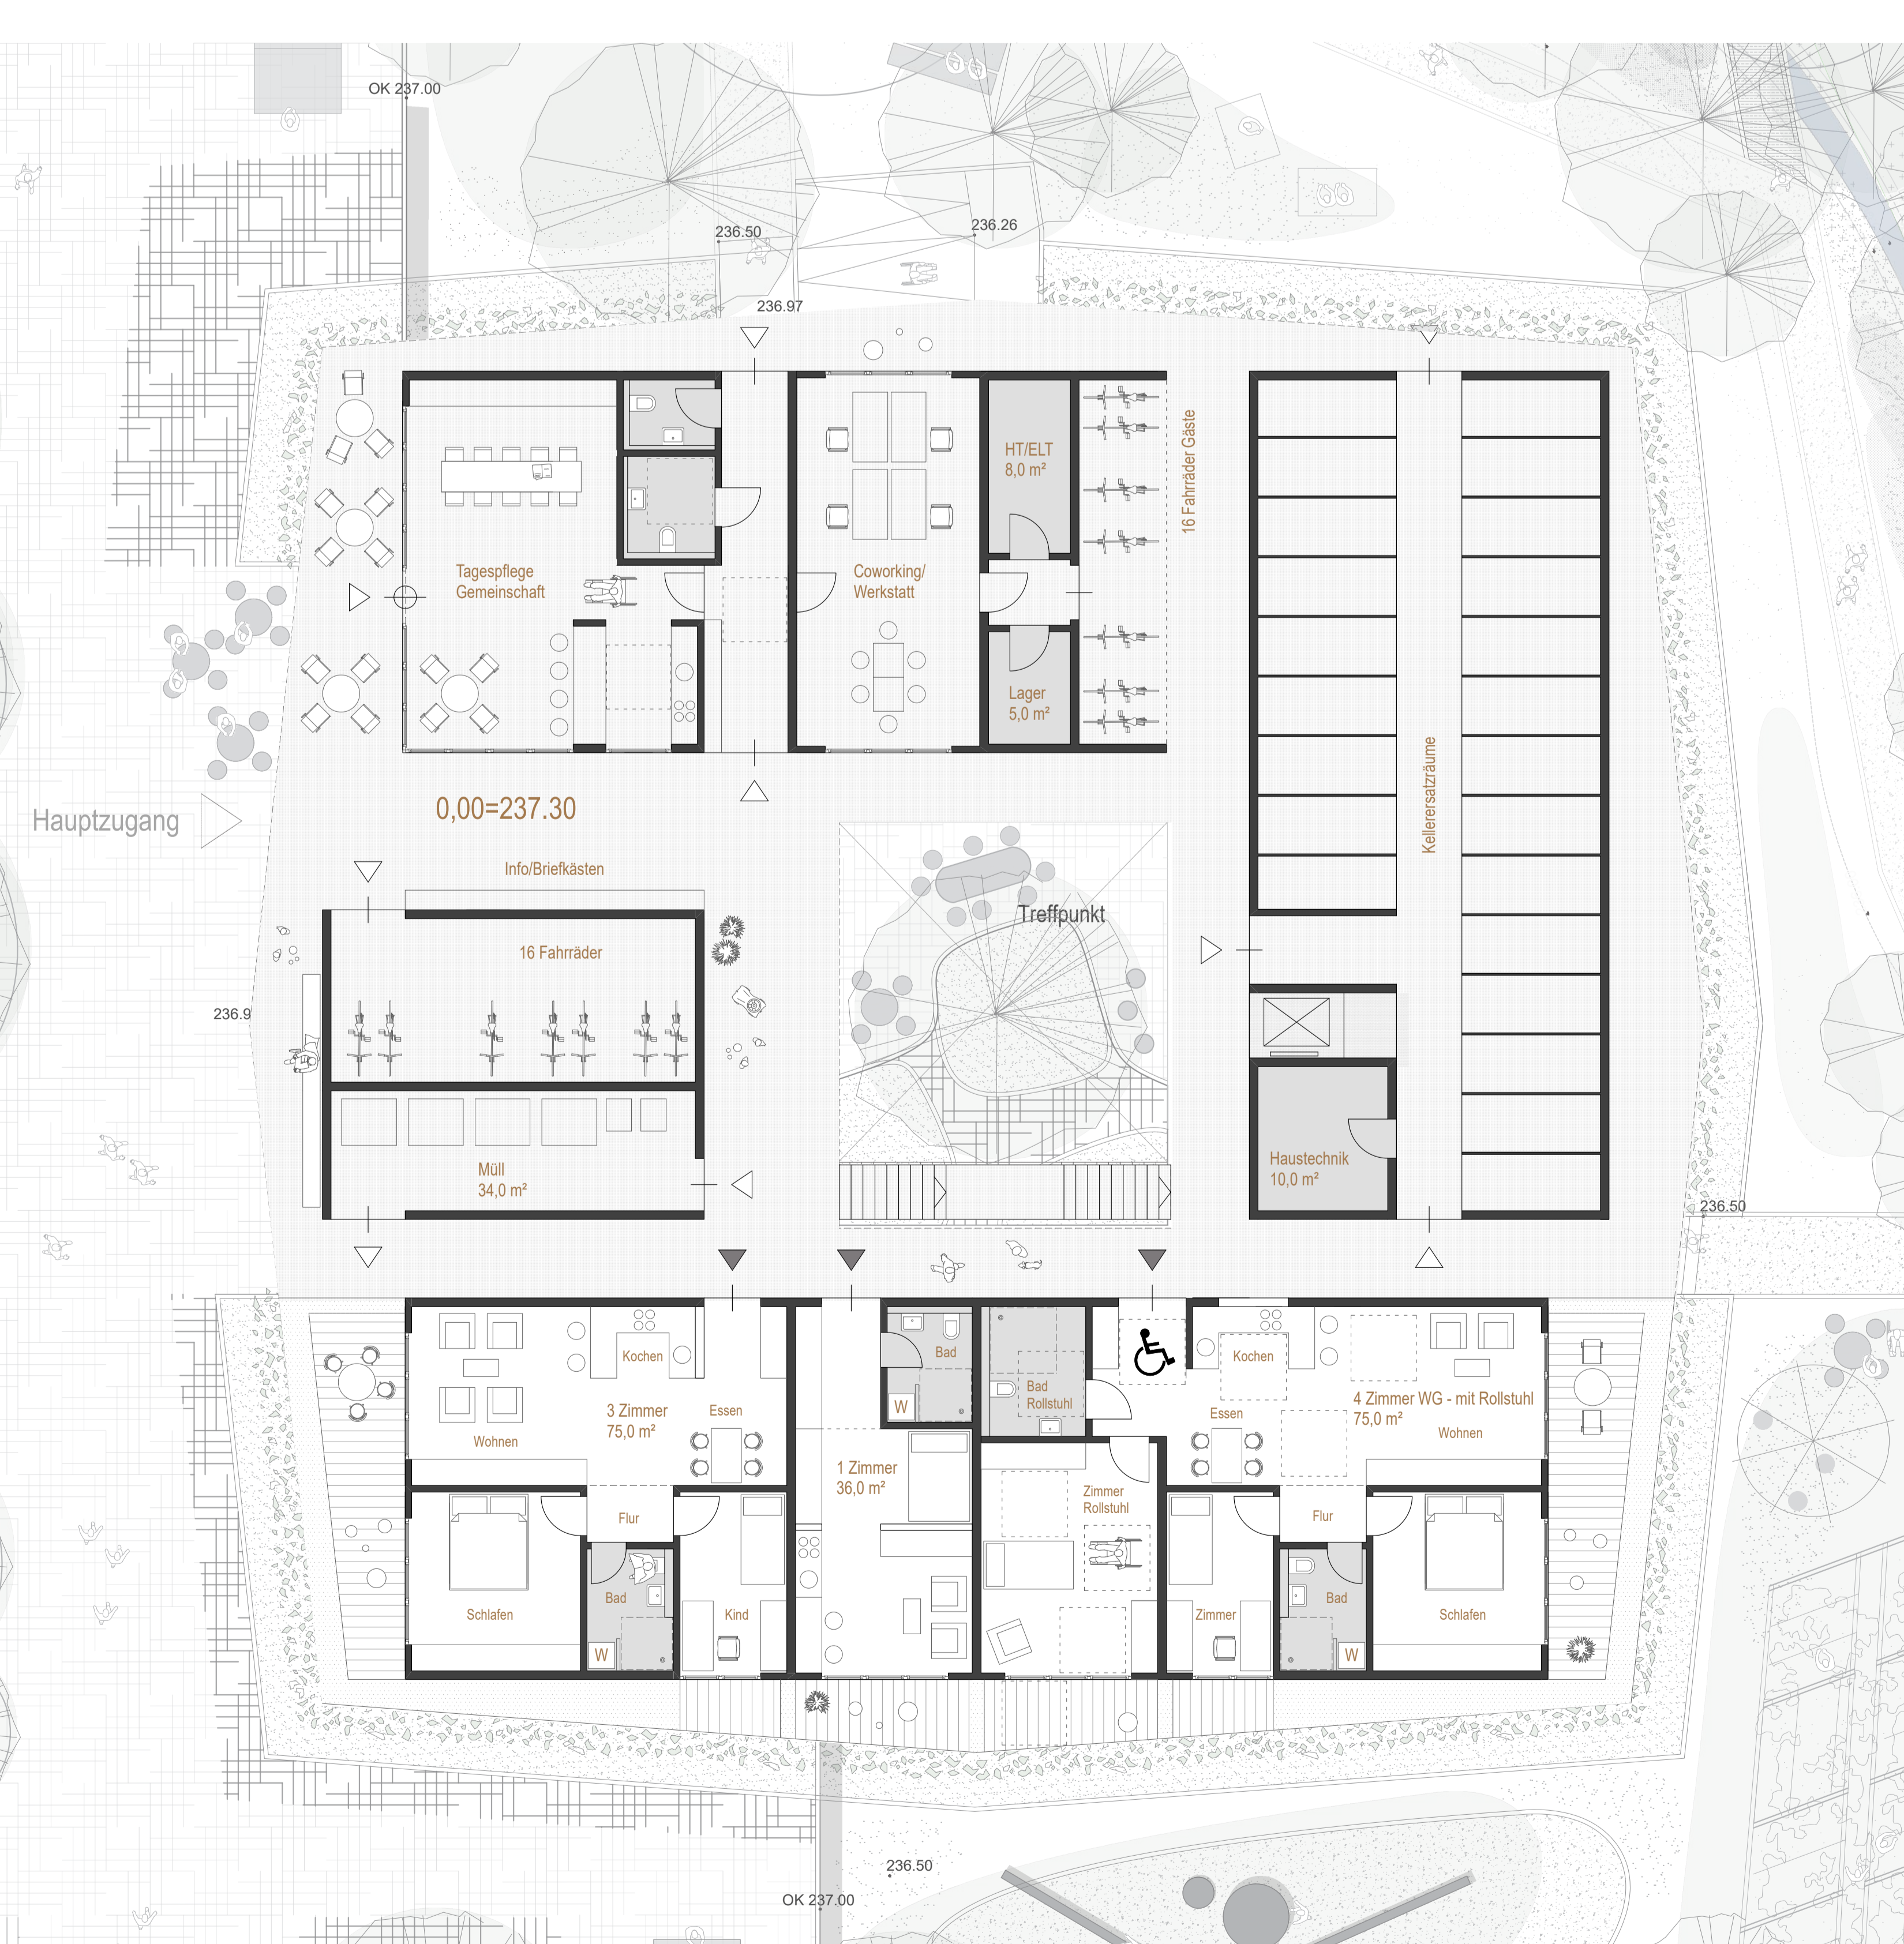 OK 237.00
236.50
236.26
236.97
HT/ELT
8,0 m²
16 Fahrräder Gäste
Tagespflege
Gemeinschaft
Coworking/
Werkstatt
Lager
5,0 m²
Kellerersatzräume
0,00=237.30
Hauptzugang
Info/Briefkästen
Treffpunkt
16 Fahrräder
236.9
Müll
34,0 m²
Haustechnik
10,0 m²
236.50
Kochen
Bad
Bad
Rollstuhl
Kochen
W
3 Zimmer
75,0 m²
Essen
Wohnen
Essen
4 Zimmer WG - mit Rollstuhl
75,0 m²
Wohnen
1 Zimmer
36,0 m²
Zimmer
Rollstuhl
Flur
Flur
Schlafen
Bad
Kind
Zimmer
Bad
Schlafen
W
W
236.50
OK 237.00